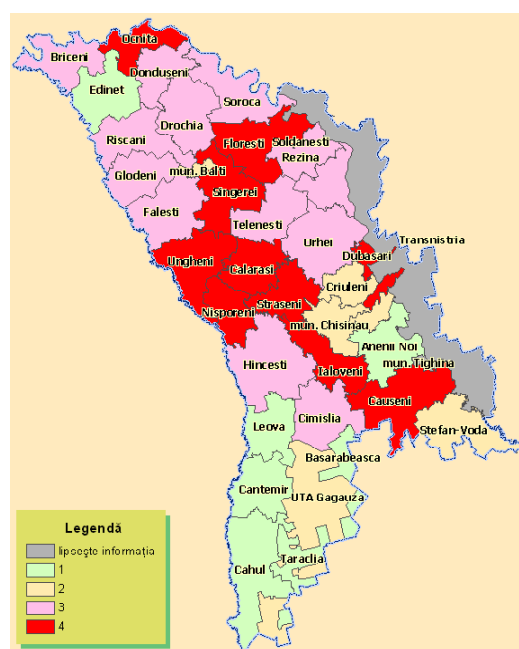 Ocnita
Briceni
Donduseni
Edinet
Soroca
Drochia
Floresti
Soldanesti
Riscani
Rezina
mun. Balti
Glodeni
Singerei
Falesti
Telenesti
Urhei
Transnistria
Dubasari
Ungheni
Calarasi
Criuleni
Straseni
Nisporeni
mun. Chisinau
Anenii Noi
mun. Tighina
Hincesti
Ialoveni
Causeni
Cimislia
Leova
Stefan-Voda
Basarabeasca
Cantemir
UTA Gagauza
Taraclia
Cahul
Legendă
lipseşte informaţia
1
2
3
4